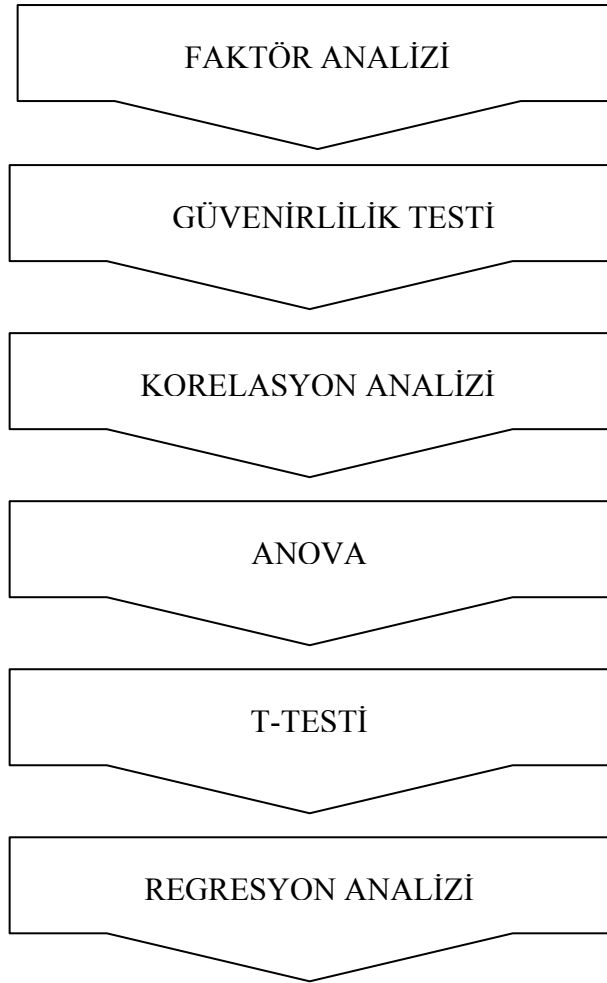 FAKTÖR ANALİZİ
GÜVENİRLİLİK TESTİ
KORELASYON ANALİZİ
ANOVA
T-TESTİ
REGRESYON ANALİZİ